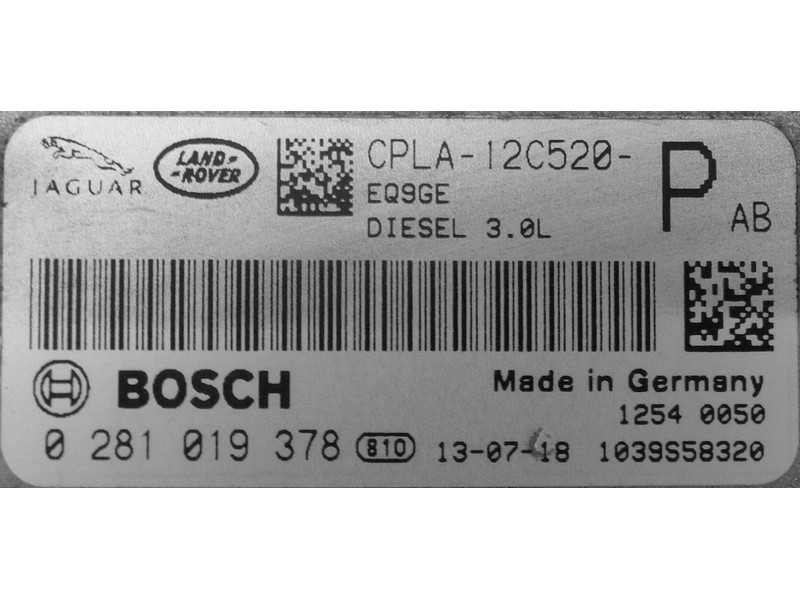 JAGUAR
LAND-
-ROVER
CPLA-12C520-
P
AB
EQ9GE
DIESEL 3.0L
BOSCH
Made in Germany
1254 0050
0 281 019 378 810 13-07-18 1039S58320